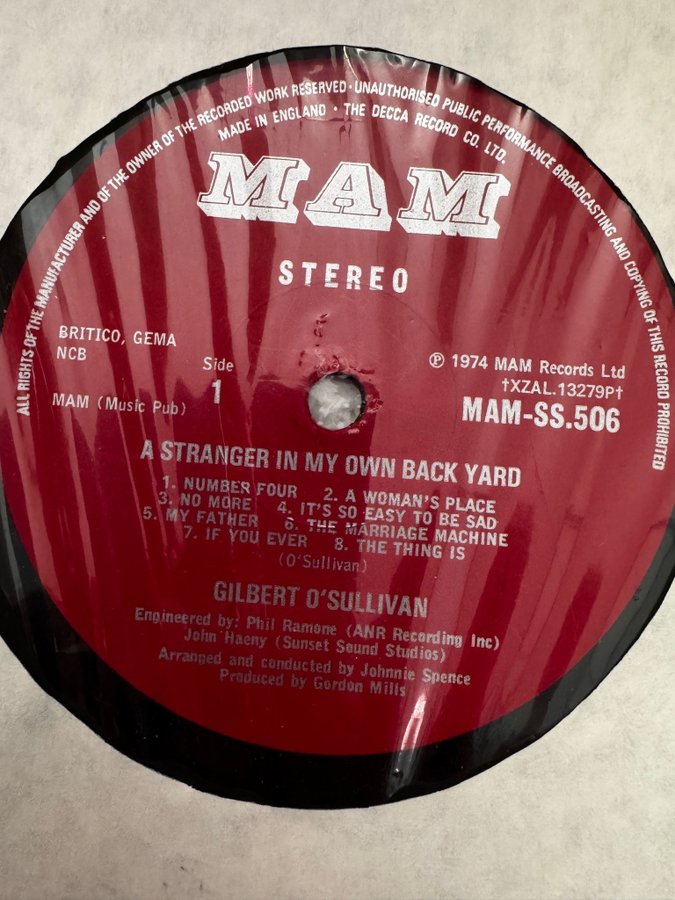 ALL RIGHTS OF THE MANUFACTURER AND OF THE OWNER OF THE RECORDED WORK RESERVED · UNAUTHORISED PUBLIC PERFORMANCE BROADCASTING AND COPYING OF THIS RECORD PROHIBITED
MADE IN ENGLAND · THE DECCA RECORD CO. LTD.
MAM
STEREO
BRITICO, GEMA
NCB
MAM (Music Pub)
Side
1
℗ 1974 MAM Records Ltd
†XZAL.13279P†
MAM-SS.506
A STRANGER IN MY OWN BACK YARD
1. NUMBER FOUR 2. A WOMAN'S PLACE
3. NO MORE 4. IT'S SO EASY TO BE SAD
5. MY FATHER 6. THE MARRIAGE MACHINE
7. IF YOU EVER 8. THE THING IS
(O'Sullivan)
GILBERT O'SULLIVAN
Engineered by: Phil Ramone (ANR Recording Inc)
John Haeny (Sunset Sound Studios)
Arranged and conducted by Johnnie Spence
Produced by Gordon Mills